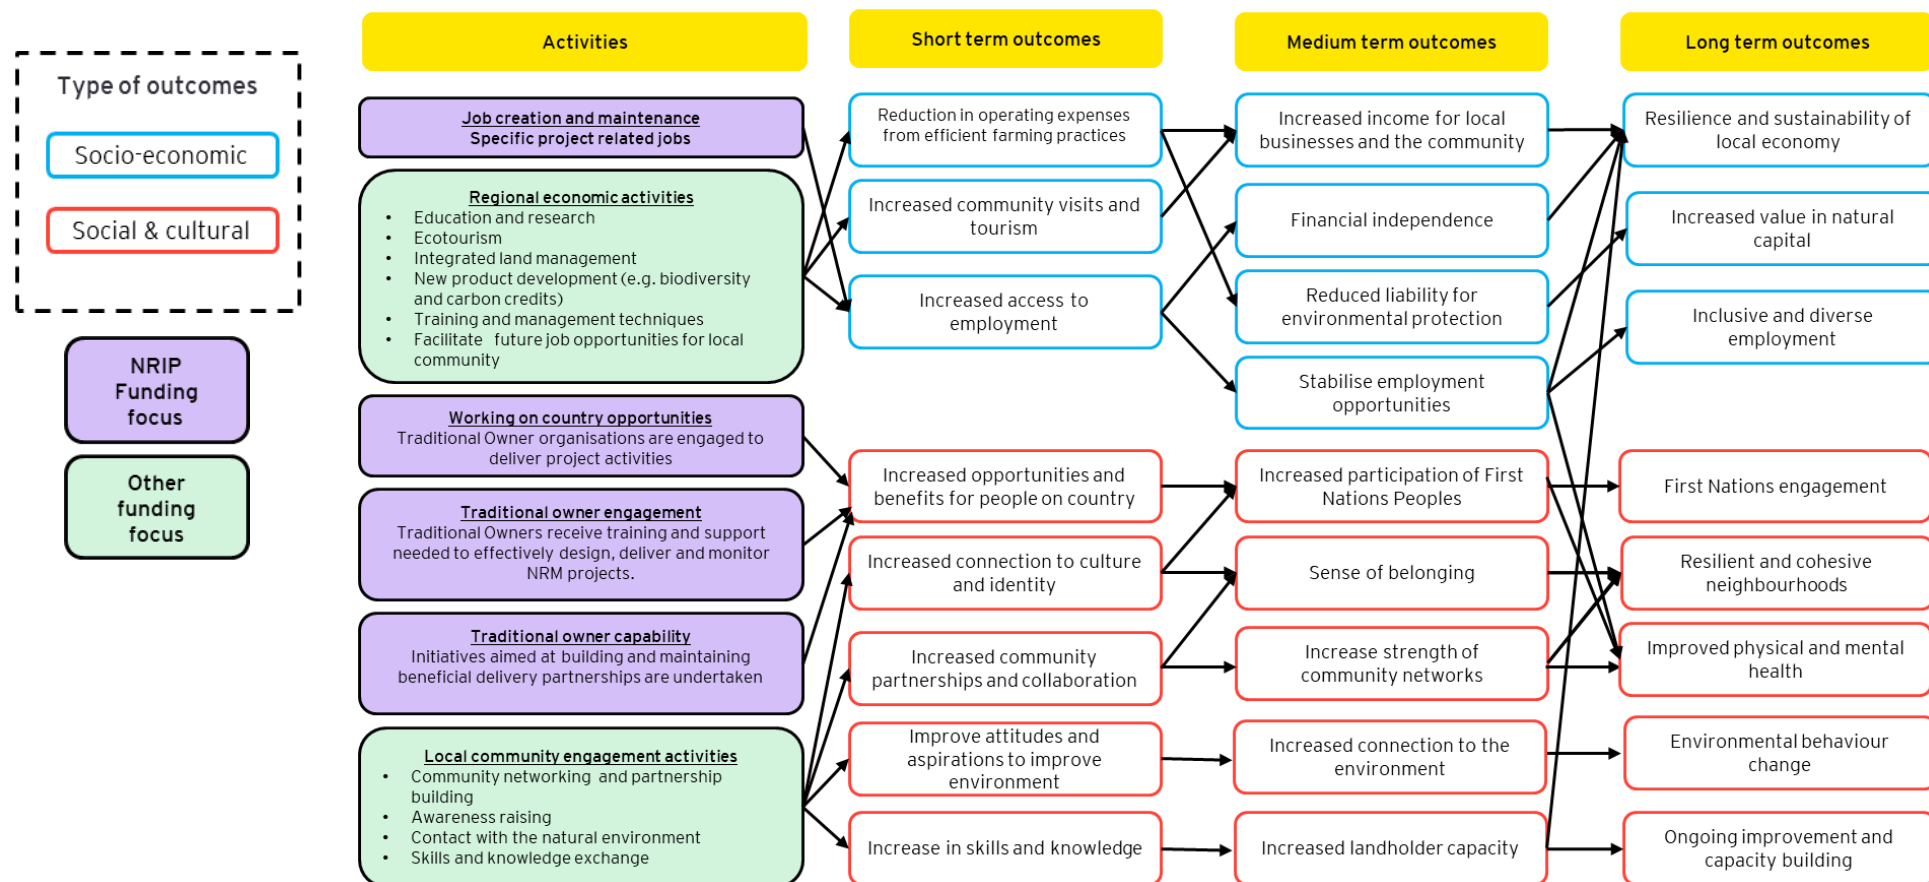 Type of outcomes
Socio-economic
Social & cultural
NRIP
Funding
focus
Other
funding
focus
Activities
Job creation and maintenance
Specific project related jobs
Regional economic activities
• Education and research
• Ecotourism
• Integrated land management
• New product development (e.g. biodiversity
and carbon credits)
• Training and management techniques
• Facilitate future job opportunities for local
community
Working on country opportunities
Traditional Owner organisations are engaged to
deliver project activities
Traditional owner engagement
Traditional Owners receive training and support
needed to effectively design, deliver and monitor
NRM projects.
Traditional owner capability
Initiatives aimed at building and maintaining
beneficial delivery partnerships are undertaken
Local community engagement activities
• Community networking and partnership
building
• Awareness raising
• Contact with the natural environment
• Skills and knowledge exchange
Short term outcomes
Reduction in operating expenses
from efficient farming practices
Increased community visits and
tourism
Increased access to
employment
Increased opportunities and
benefits for people on country
Increased connection to culture
and identity
Increased community
partnerships and collaboration
Improve attitudes and
aspirations to improve
environment
Increase in skills and knowledge
Medium term outcomes
Increased income for local
businesses and the community
Financial independence
Reduced liability for
environmental protection
Stabilise employment
opportunities
Increased participation of First
Nations Peoples
Sense of belonging
Increase strength of
community networks
Increased connection to the
environment
Increased landholder capacity
Long term outcomes
Resilience and sustainability of
local economy
Increased value in natural
capital
Inclusive and diverse
employment
First Nations engagement
Resilient and cohesive
neighbourhoods
Improved physical and mental
health
Environmental behaviour
change
Ongoing improvement and
capacity building